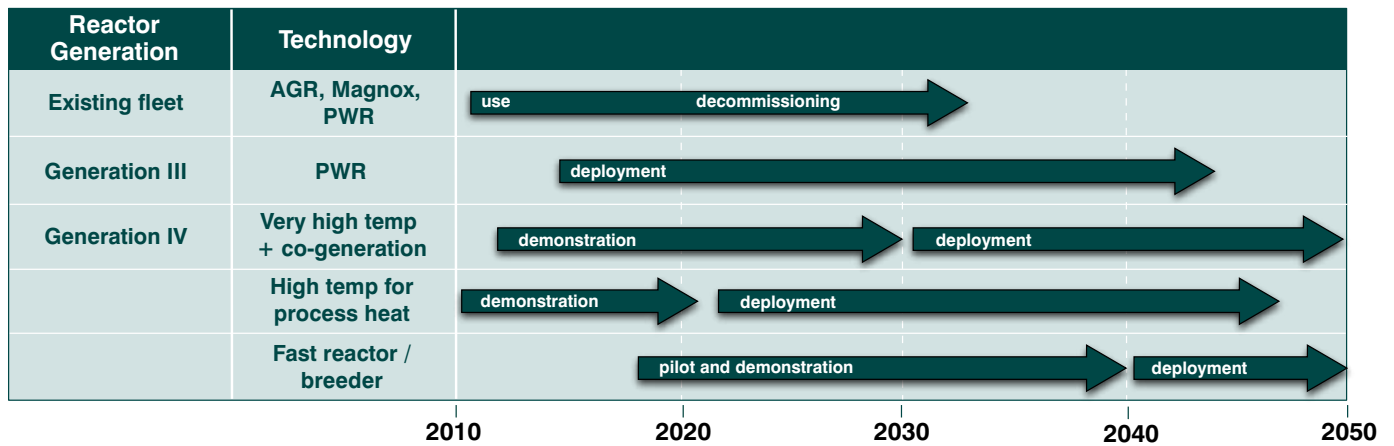 Reactor
Generation
Technology
Existing fleet
AGR, Magnox,
PWR
use
decommissioning
Generation III
PWR
deployment
Generation IV
Very high temp
+ co-generation
demonstration
deployment
High temp for
process heat
demonstration
deployment
Fast reactor /
breeder
pilot and demonstration
deployment
2010
2020
2030
2040
2050